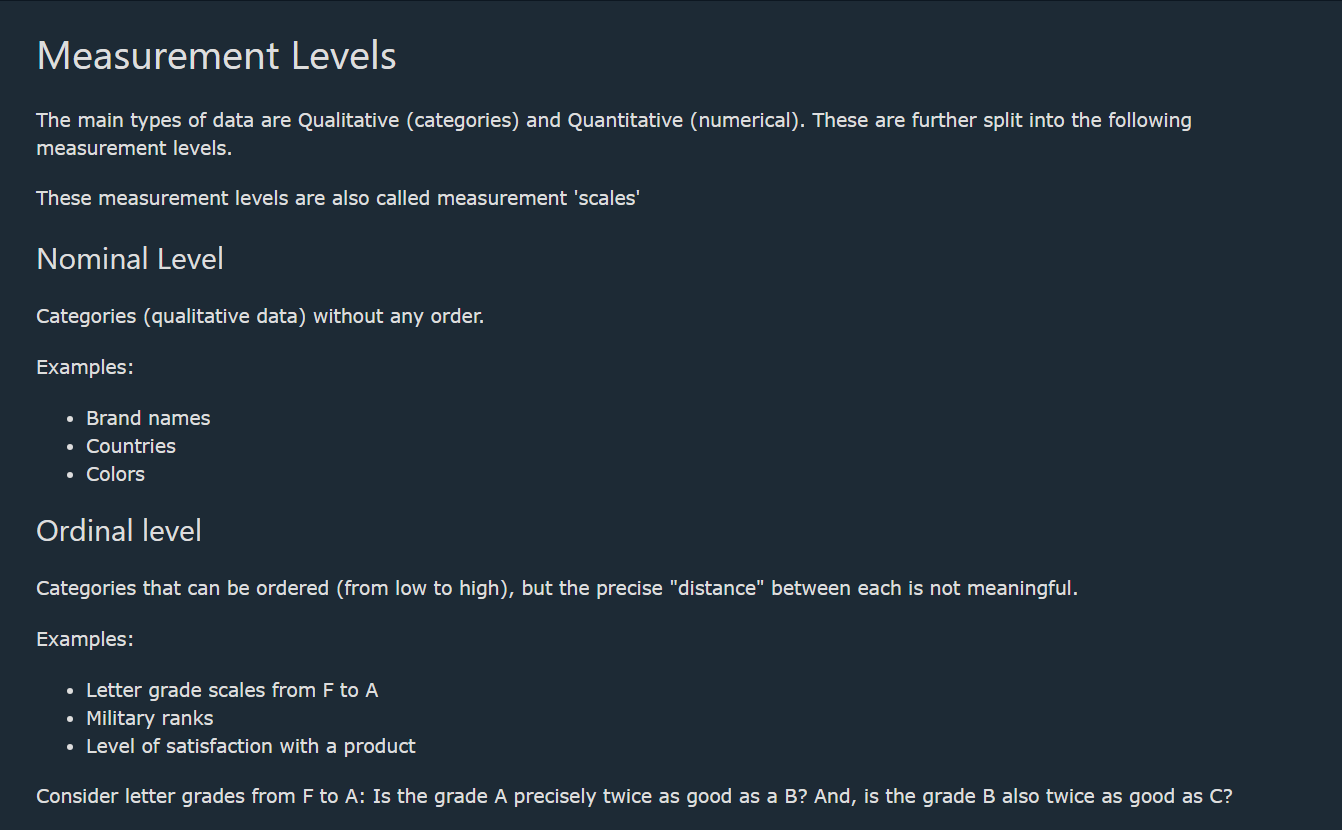 Measurement Levels
The main types of data are Qualitative (categories) and Quantitative (numerical). These are further split into the following
measurement levels.
These measurement levels are also called measurement 'scales'
Nominal Level
Categories (qualitative data) without any order.
Examples:
• Brand names
• Countries
• Colors
Ordinal level
Categories that can be ordered (from low to high), but the precise "distance" between each is not meaningful.
Examples:
• Letter grade scales from F to A
• Military ranks
• Level of satisfaction with a product
Consider letter grades from F to A: Is the grade A precisely twice as good as a B? And, is the grade B also twice as good as C?